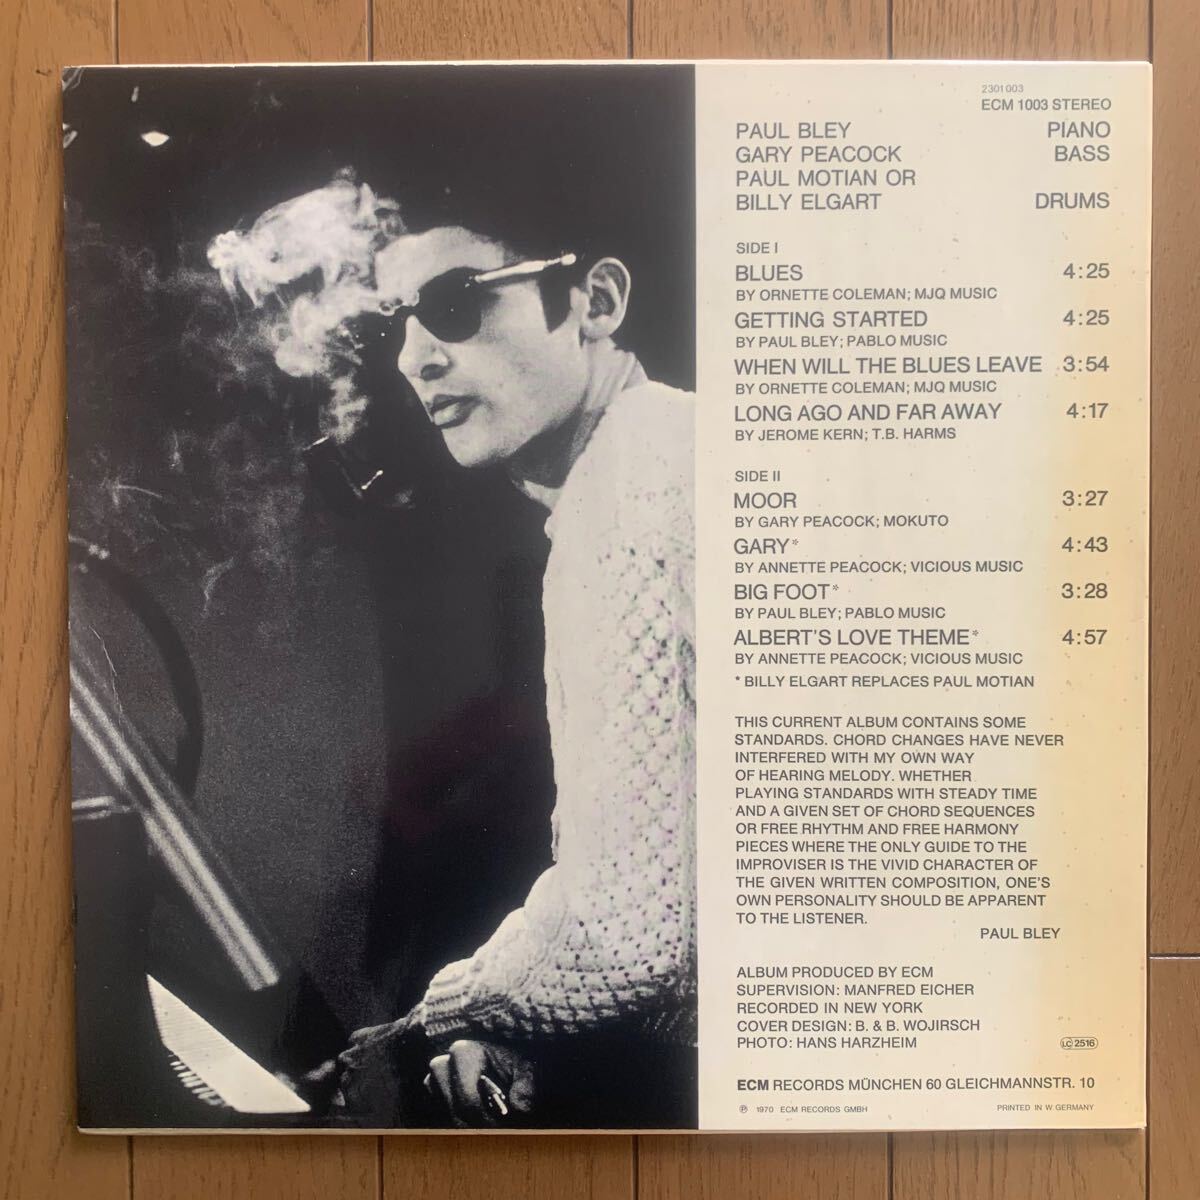 2301 003
ECM 1003 STEREO
PAUL BLEY PIANO
GARY PEACOCK BASS
PAUL MOTIAN OR
BILLY ELGART DRUMS
SIDE I
BLUES 4:25
BY ORNETTE COLEMAN; MJQ MUSIC
GETTING STARTED 4:25
BY PAUL BLEY; PABLO MUSIC
WHEN WILL THE BLUES LEAVE 3:54
BY ORNETTE COLEMAN; MJQ MUSIC
LONG AGO AND FAR AWAY 4:17
BY JEROME KERN; T.B. HARMS
SIDE II
MOOR 3:27
BY GARY PEACOCK; MOKUTO
GARY* 4:43
BY ANNETTE PEACOCK; VICIOUS MUSIC
BIG FOOT* 3:28
BY PAUL BLEY; PABLO MUSIC
ALBERT'S LOVE THEME* 4:57
BY ANNETTE PEACOCK; VICIOUS MUSIC
* BILLY ELGART REPLACES PAUL MOTIAN
THIS CURRENT ALBUM CONTAINS SOME
STANDARDS. CHORD CHANGES HAVE NEVER
INTERFERED WITH MY OWN WAY
OF HEARING MELODY. WHETHER
PLAYING STANDARDS WITH STEADY TIME
AND A GIVEN SET OF CHORD SEQUENCES
OR FREE RHYTHM AND FREE HARMONY
PIECES WHERE THE ONLY GUIDE TO THE
IMPROVISER IS THE VIVID CHARACTER OF
THE GIVEN WRITTEN COMPOSITION, ONE'S
OWN PERSONALITY SHOULD BE APPARENT
TO THE LISTENER.
PAUL BLEY
ALBUM PRODUCED BY ECM
SUPERVISION: MANFRED EICHER
RECORDED IN NEW YORK
COVER DESIGN: B. & B. WOJIRSCH
PHOTO: HANS HARZHEIM
LC 2516
ECM RECORDS MÜNCHEN 60 GLEICHMANNSTR. 10
℗ 1970 ECM RECORDS GMBH PRINTED IN W. GERMANY